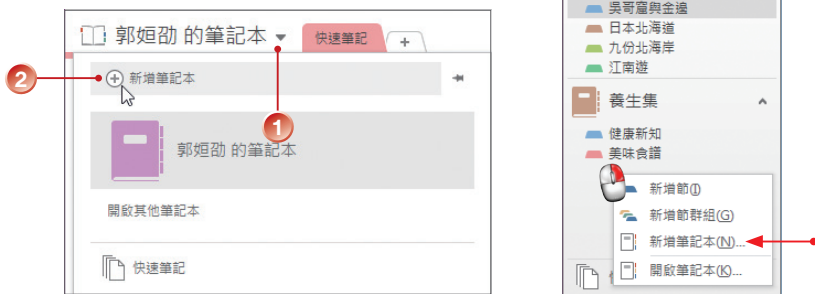 郭姮劭 的筆記本
快速筆記
+
2
新增筆記本
1
郭姮劭 的筆記本
開啟其他筆記本
快速筆記
吳哥窟與金邊
日本北海道
九份北海岸
江南遊
養生集
健康新知
美味食譜
新增節(I)
新增節群組(G)
新增筆記本(N)...
開啟筆記本(K)...